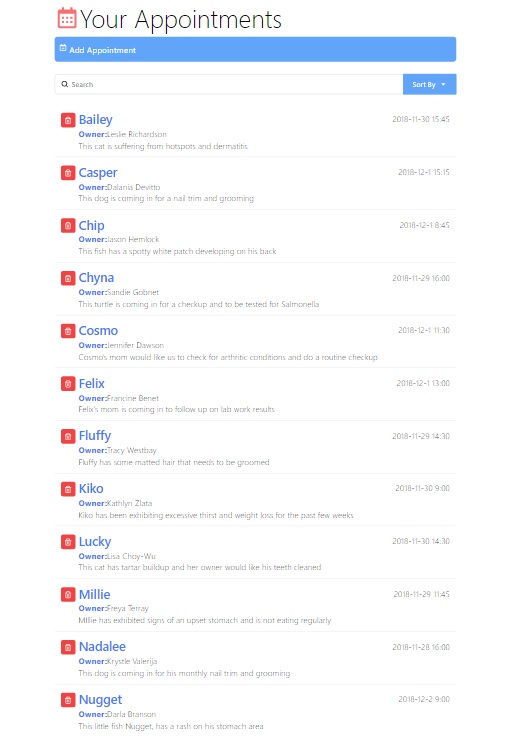 Your Appointments
Add Appointment
Search
Sort By
Bailey 2018-11-30 15:45
Owner:Leslie Richardson
This cat is suffering from hotspots and dermatitis
Casper 2018-12-1 15:15
Owner:Dalania Devitto
This dog is coming in for a nail trim and grooming
Chip 2018-12-1 8:45
Owner:Jason Hemlock
This fish has a spotty white patch developing on his back
Chyna 2018-11-29 16:00
Owner:Sandie Gobnet
This turtle is coming in for a checkup and to be tested for Salmonella
Cosmo 2018-12-1 11:30
Owner:Jennifer Dawson
Cosmo's mom would like us to check for arthritic conditions and do a routine checkup
Felix 2018-12-1 13:00
Owner:Francine Benet
Felix's mom is coming in to follow up on lab work results
Fluffy 2018-11-29 14:30
Owner:Tracy Westbay
Fluffy has some matted hair that needs to be groomed
Kiko 2018-11-30 9:00
Owner:Kathlyn Zlata
Kiko has been exhibiting excessive thirst and weight loss for the past few weeks
Lucky 2018-11-30 14:30
Owner:Lisa Choy-Wu
This cat has tartar buildup and her owner would like his teeth cleaned
Millie 2018-11-29 11:45
Owner:Freya Terray
MIllie has exhibited signs of an upset stomach and is not eating regularly
Nadalee 2018-11-28 16:00
Owner:Krystle Valerija
This dog is coming in for his monthly nail trim and grooming
Nugget 2018-12-2 9:00
Owner:Darla Branson
This little fish Nugget, has a rash on his stomach area